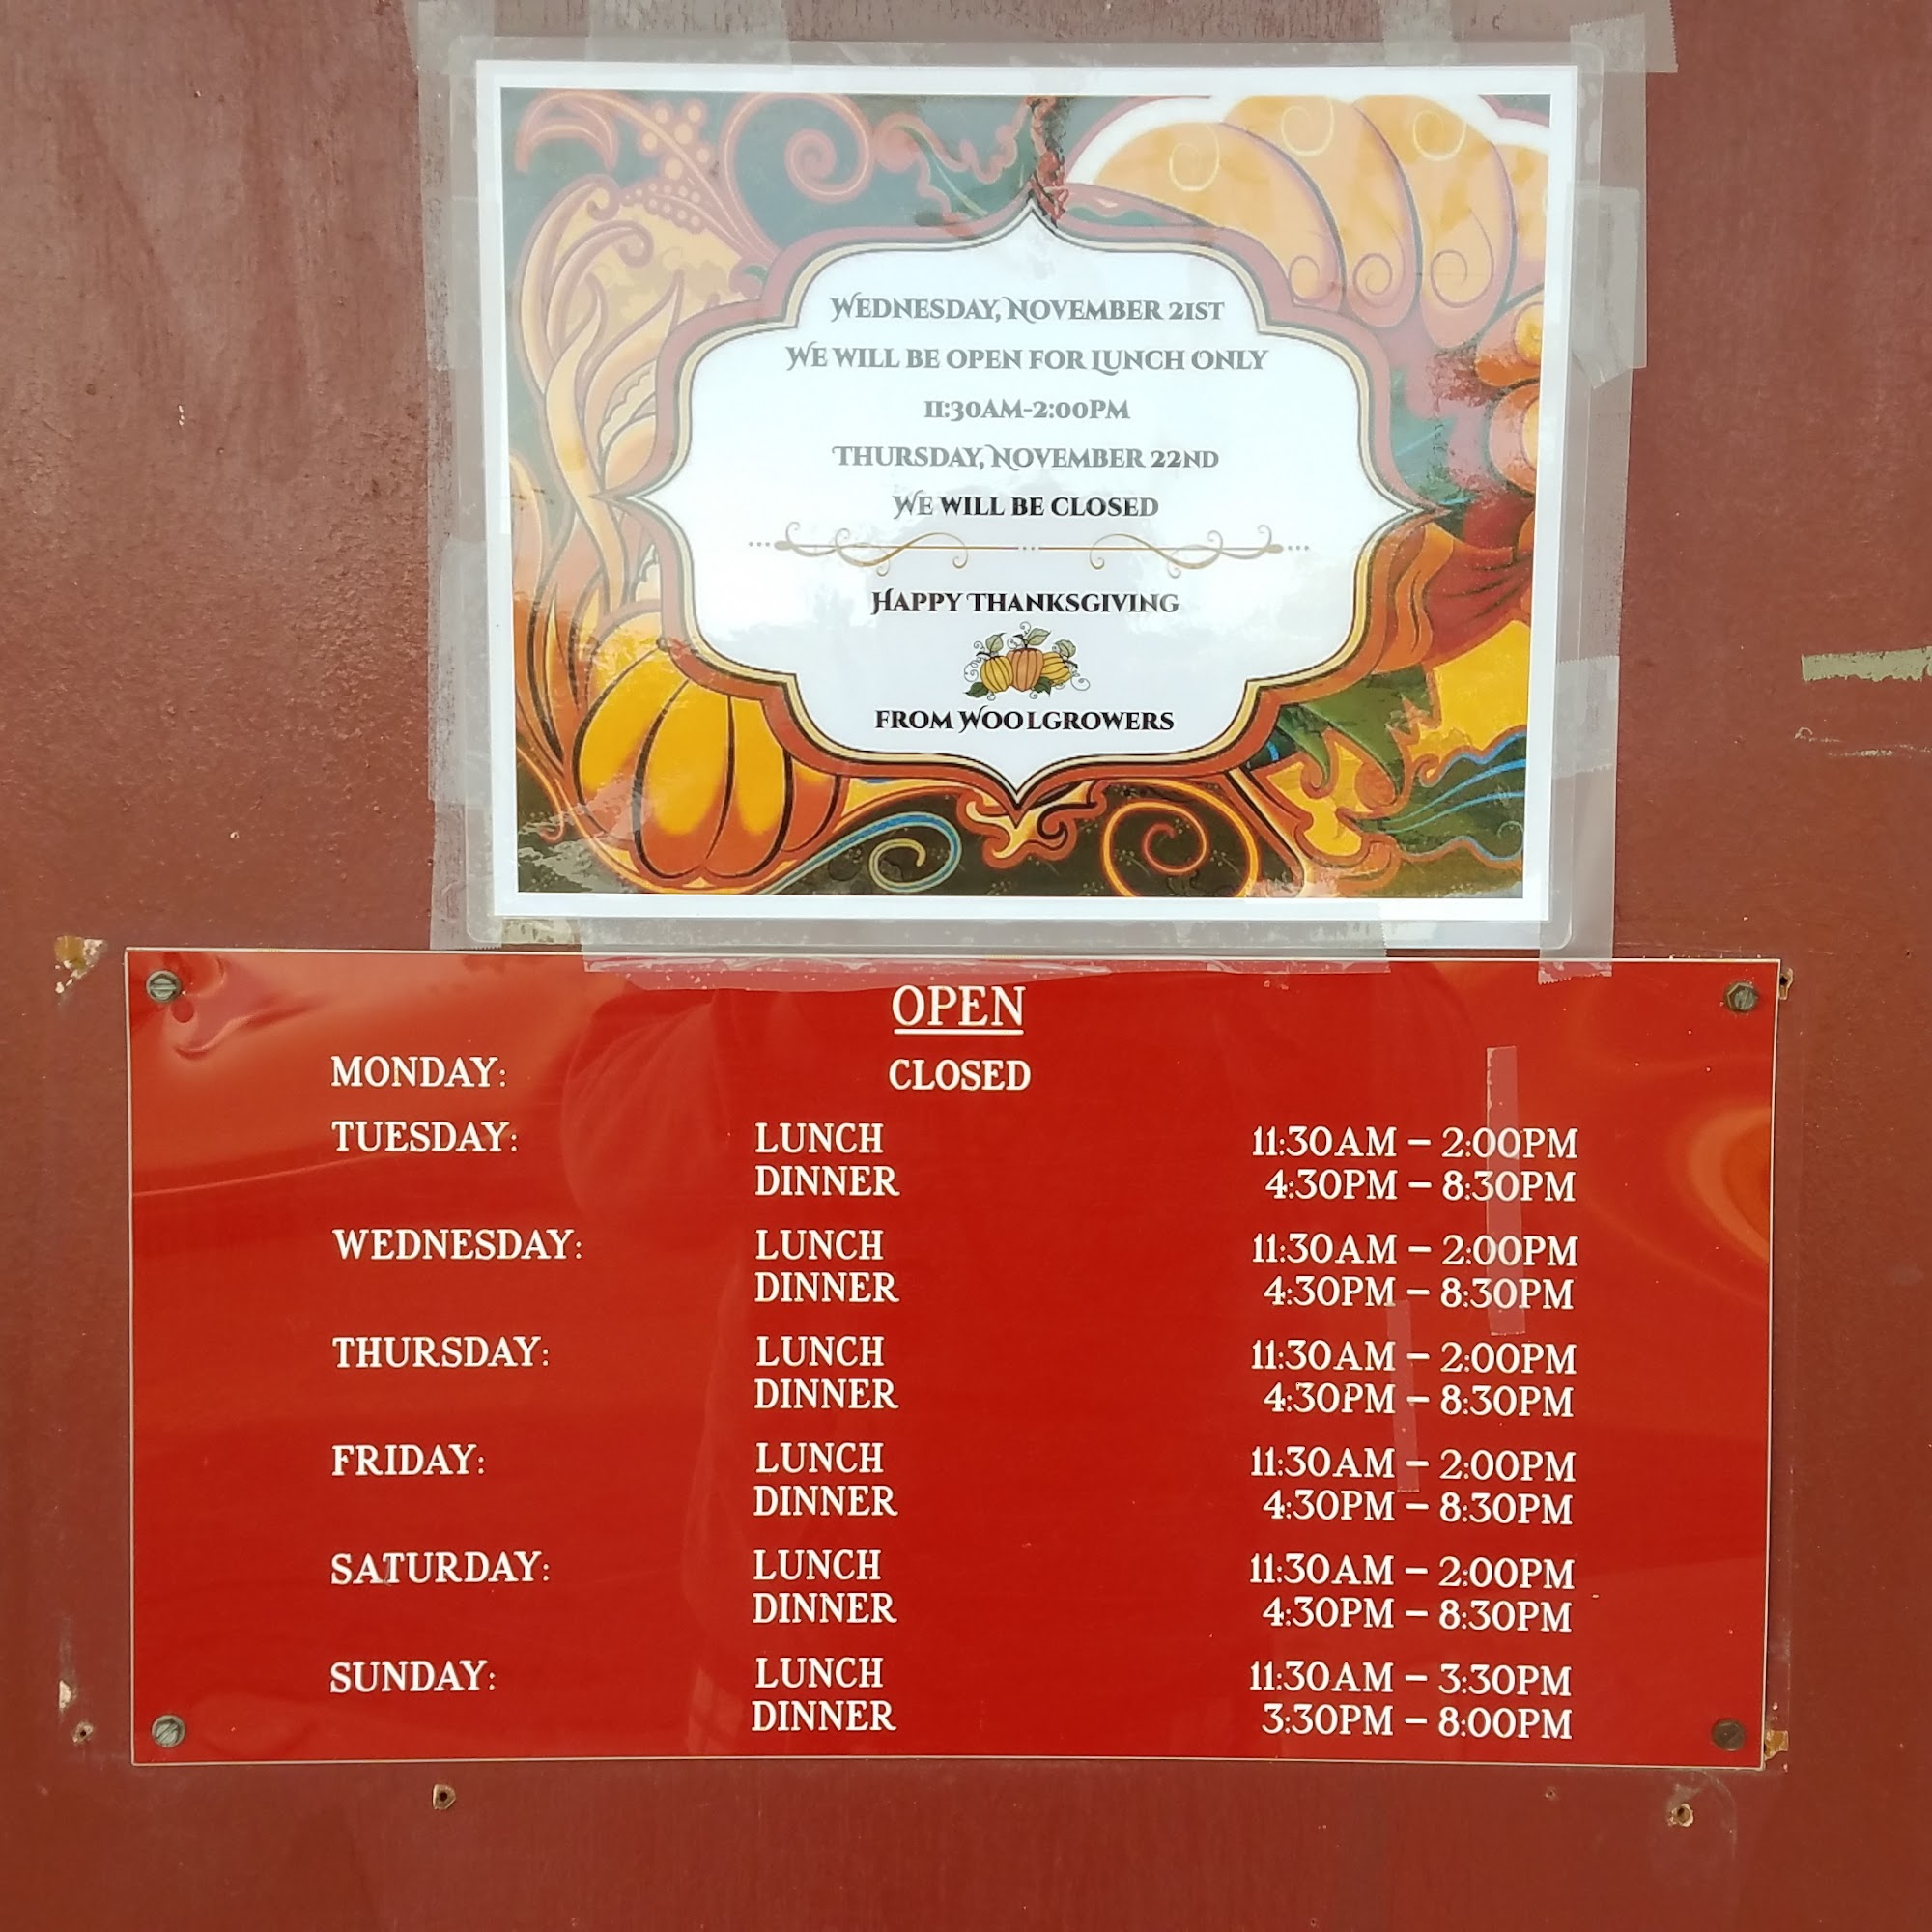 WEDNESDAY, NOVEMBER 21ST
WE WILL BE OPEN FOR LUNCH ONLY
11:30AM-2:00PM
THURSDAY, NOVEMBER 22ND
WE WILL BE CLOSED
HAPPY THANKSGIVING
FROM WOOLGROWERS
OPEN
MONDAY: CLOSED
TUESDAY: LUNCH 11:30AM – 2:00PM
DINNER 4:30PM – 8:30PM
WEDNESDAY: LUNCH 11:30AM – 2:00PM
DINNER 4:30PM – 8:30PM
THURSDAY: LUNCH 11:30AM – 2:00PM
DINNER 4:30PM – 8:30PM
FRIDAY: LUNCH 11:30AM – 2:00PM
DINNER 4:30PM – 8:30PM
SATURDAY: LUNCH 11:30AM – 2:00PM
DINNER 4:30PM – 8:30PM
SUNDAY: LUNCH 11:30AM – 3:30PM
DINNER 3:30PM – 8:00PM